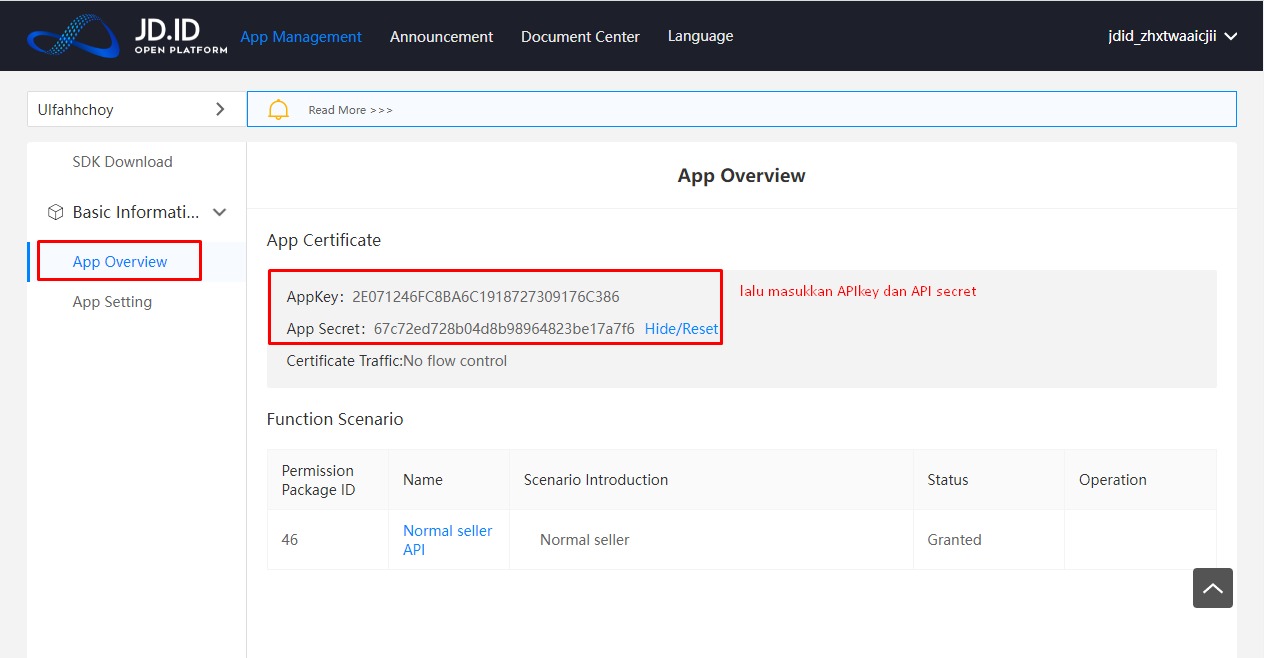 JD.ID
OPEN PLATFORM
App Management
Announcement
Document Center
Language
jdid_zhxtwaaicjii
Ulfahhchoy
Read More >>>
SDK Download
Basic Informati...
App Overview
App Setting
App Overview
App Certificate
AppKey: 2E071246FC8BA6C1918727309176C386
lalu masukkan APIkey dan API secret
App Secret: 67c72ed728b04d8b98964823be17a7f6 Hide/Reset
Certificate Traffic:No flow control
Function Scenario
Permission
Package ID
Name
Scenario Introduction
Status
Operation
46
Normal seller
API
Normal seller
Granted